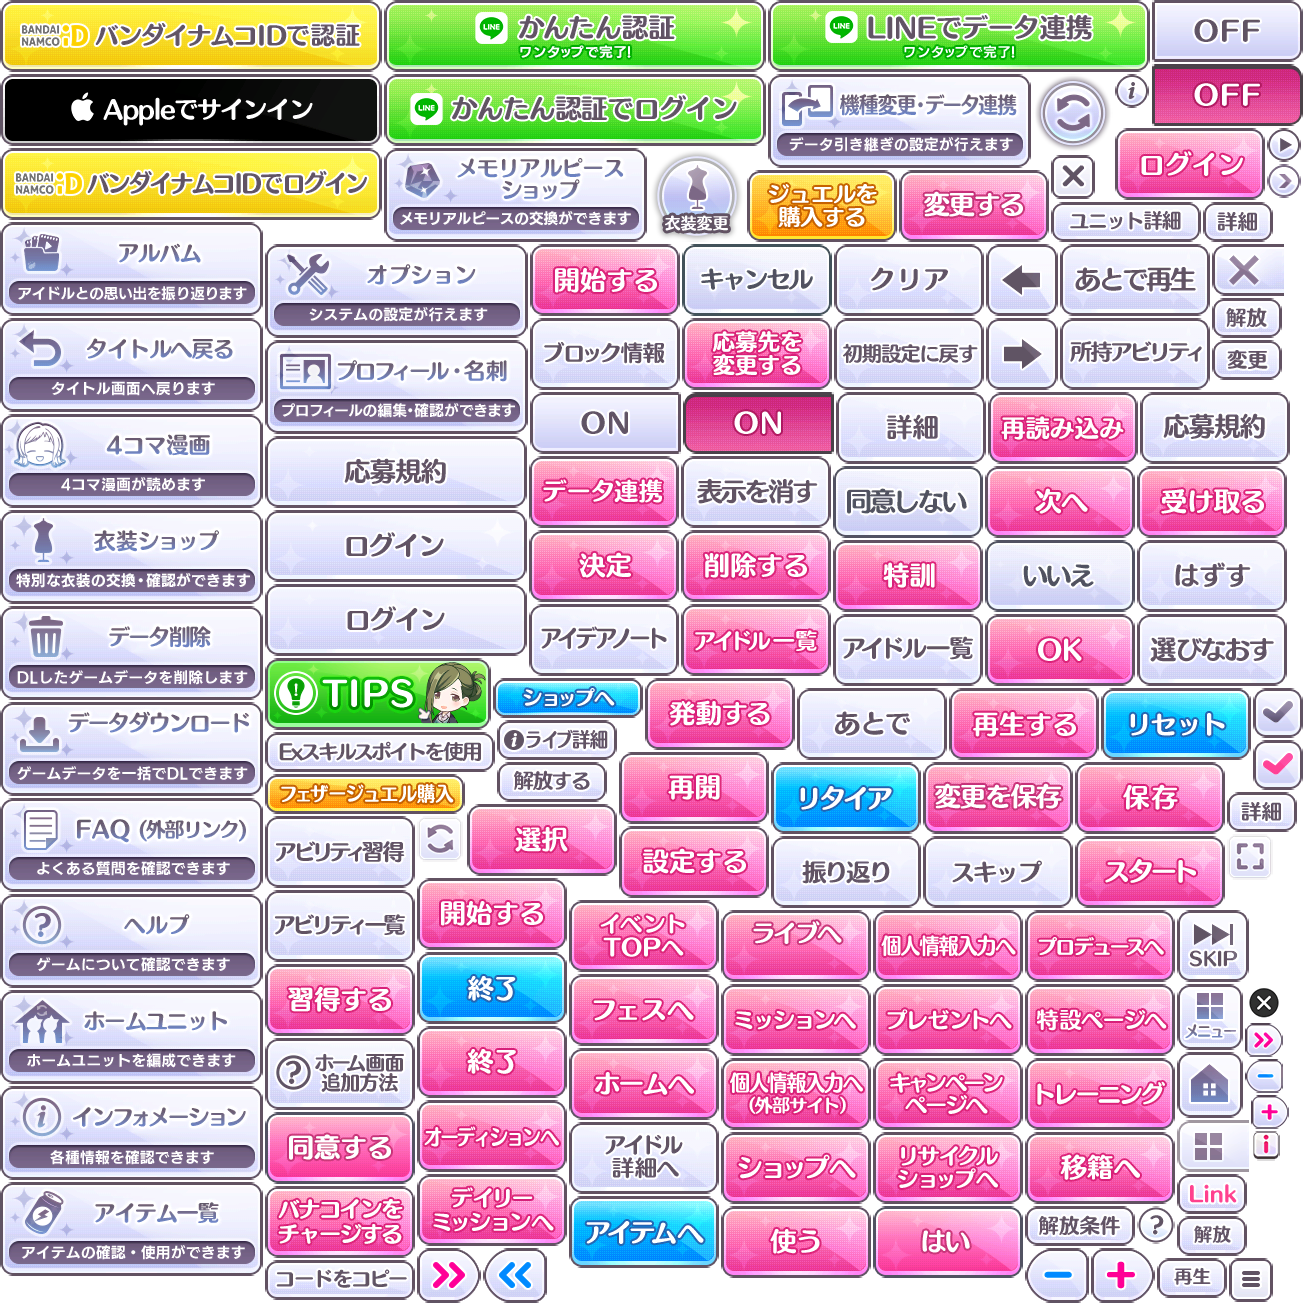 BANDAI NAMCO iD バンダイナムコIDで認証
LINE かんたん認証
ワンタップで完了!
LINE LINEでデータ連携
ワンタップで完了!
OFF
Appleでサインイン
LINE かんたん認証でログイン
機種変更・データ連携
データ引き継ぎの設定が行えます
i
OFF
BANDAI NAMCO iD バンダイナムコIDでログイン
メモリアルピース
ショップ
メモリアルピースの交換ができます
衣装変更
ジュエルを
購入する
変更する
ログイン
ユニット詳細
詳細
アルバム
アイドルとの思い出を振り返ります
オプション
システムの設定が行えます
開始する
キャンセル
クリア
あとで再生
解放
タイトルへ戻る
タイトル画面へ戻ります
プロフィール・名刺
プロフィールの編集・確認ができます
ブロック情報
応募先を
変更する
初期設定に戻す
所持アビリティ
変更
ON
ON
詳細
再読み込み
応募規約
4コマ漫画
4コマ漫画が読めます
応募規約
データ連携
表示を消す
同意しない
次へ
受け取る
衣装ショップ
特別な衣装の交換・確認ができます
ログイン
決定
削除する
特訓
いいえ
はずす
データ削除
DLしたゲームデータを削除します
ログイン
アイデアノート
アイドル一覧
アイドル一覧
OK
選びなおす
TIPS
ショップへ
発動する
あとで
再生する
リセット
データダウンロード
ゲームデータを一括でDLできます
Exスキルスポイトを使用
iライブ詳細
解放する
フェザージュエル購入
再開
リタイア
変更を保存
保存
詳細
FAQ (外部リンク)
よくある質問を確認できます
アビリティ習得
選択
設定する
振り返り
スキップ
スタート
ヘルプ
ゲームについて確認できます
アビリティ一覧
開始する
イベント
TOPへ
ライブへ
個人情報入力へ
プロデュースへ
SKIP
習得する
終了
フェスへ
ミッションへ
プレゼントへ
特設ページへ
メニュー
ホームユニット
ホームユニットを編成できます
?
ホーム画面
追加方法
終了
ホームへ
個人情報入力へ
(外部サイト)
キャンペーン
ページへ
トレーニング
i
インフォメーション
各種情報を確認できます
同意する
オーディションへ
アイドル
詳細へ
ショップへ
リサイクル
ショップへ
移籍へ
i
Link
アイテム一覧
アイテムの確認・使用ができます
バナコインを
チャージする
デイリー
ミッションへ
アイテムへ
使う
はい
解放条件
?
解放
コードをコピー
再生